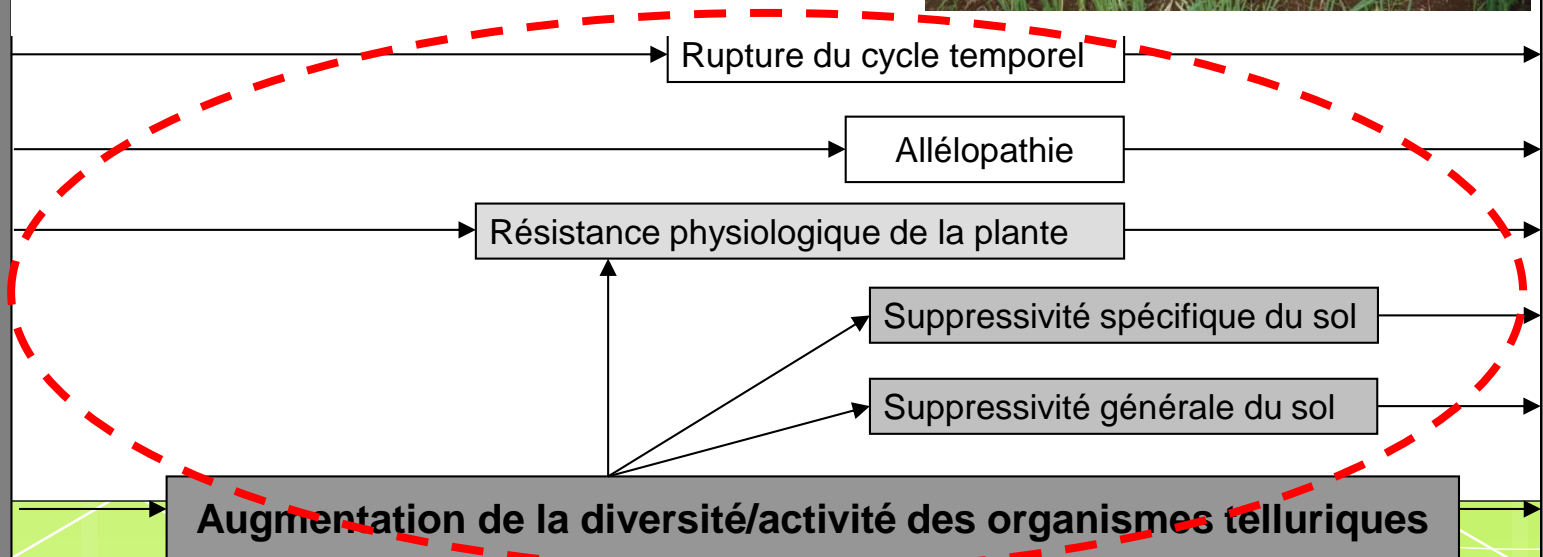 Rupture du cycle temporel
Allélopathie
Résistance physiologique de la plante
Suppressivité spécifique du sol
Suppressivité générale du sol
Augmentation de la diversité/activité des organismes telluriques